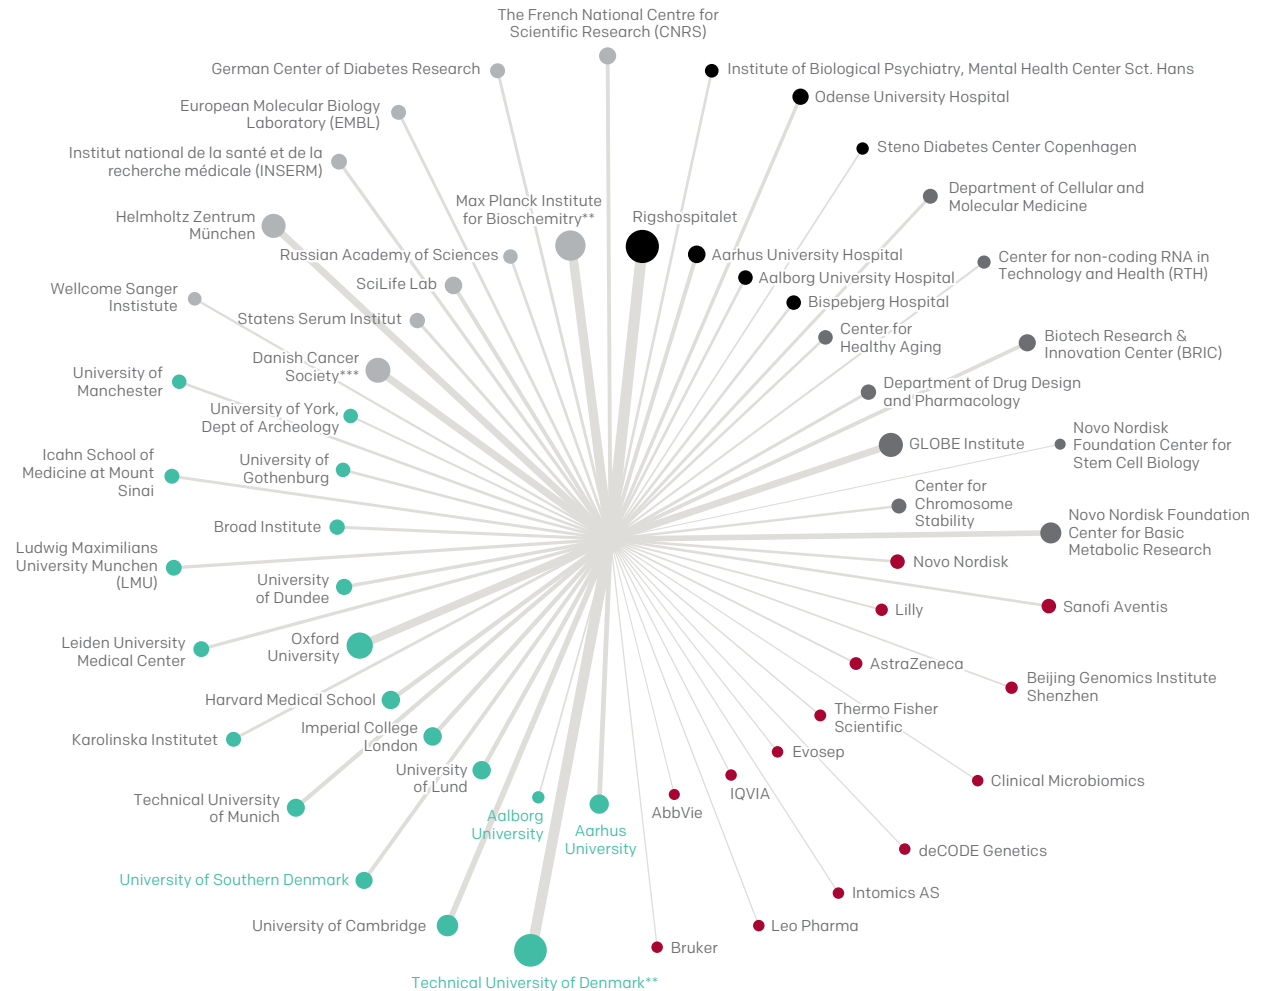 The French National Centre for
Scientific Research (CNRS)
German Center of Diabetes Research
Institute of Biological Psychiatry, Mental Health Center Sct. Hans
European Molecular Biology
Laboratory (EMBL)
Odense University Hospital
Institut national de la santé et de la
recherche médicale (INSERM)
Steno Diabetes Center Copenhagen
Department of Cellular and
Molecular Medicine
Helmholtz Zentrum
München
Max Planck Institute
for Bioschemitry**
Rigshospitalet
Russian Academy of Sciences
Aarhus University Hospital
Center for non-coding RNA in
Technology and Health (RTH)
SciLife Lab
Aalborg University Hospital
Wellcome Sanger
Instistute
Bispebjerg Hospital
Statens Serum Institut
Center for
Healthy Aging
Biotech Research &
Innovation Center (BRIC)
Danish Cancer
Society***
University of
Manchester
Department of Drug Design
and Pharmacology
University of York,
Dept of Archeology
GLOBE Institute
Novo Nordisk
Foundation Center for
Stem Cell Biology
Icahn School of
Medicine at Mount
Sinai
University of
Gothenburg
Center for
Chromosome
Stability
Broad Institute
Novo Nordisk Foundation
Center for Basic
Metabolic Research
Ludwig Maximilians
University Munchen
(LMU)
Novo Nordisk
University
of Dundee
Lilly
Sanofi Aventis
Leiden University
Medical Center
Oxford
University
AstraZeneca
Beijing Genomics Institute
Shenzhen
Harvard Medical School
Thermo Fisher
Scientific
Karolinska Institutet
Imperial College
London
Evosep
University
of Lund
IQVIA
Clinical Microbiomics
Technical University
of Munich
Aalborg
University
Aarhus
University
AbbVie
deCODE Genetics
University of Southern Denmark
Intomics AS
University of Cambridge
Leo Pharma
Bruker
Technical University of Denmark**